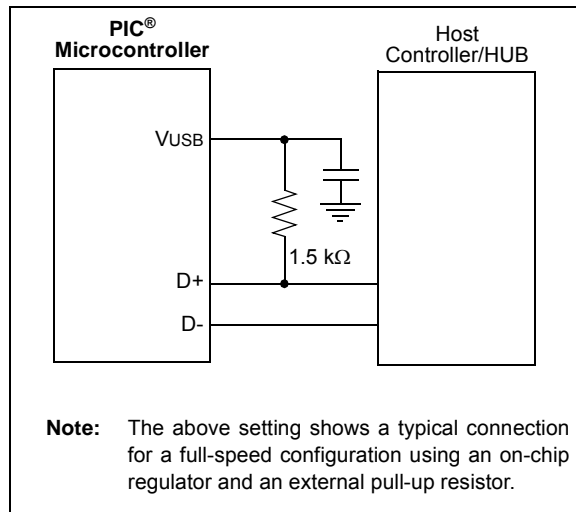 PIC®
Microcontroller
Host
Controller/HUB
VUSB
1.5 kΩ
D+
D-
Note: The above setting shows a typical connection
for a full-speed configuration using an on-chip
regulator and an external pull-up resistor.